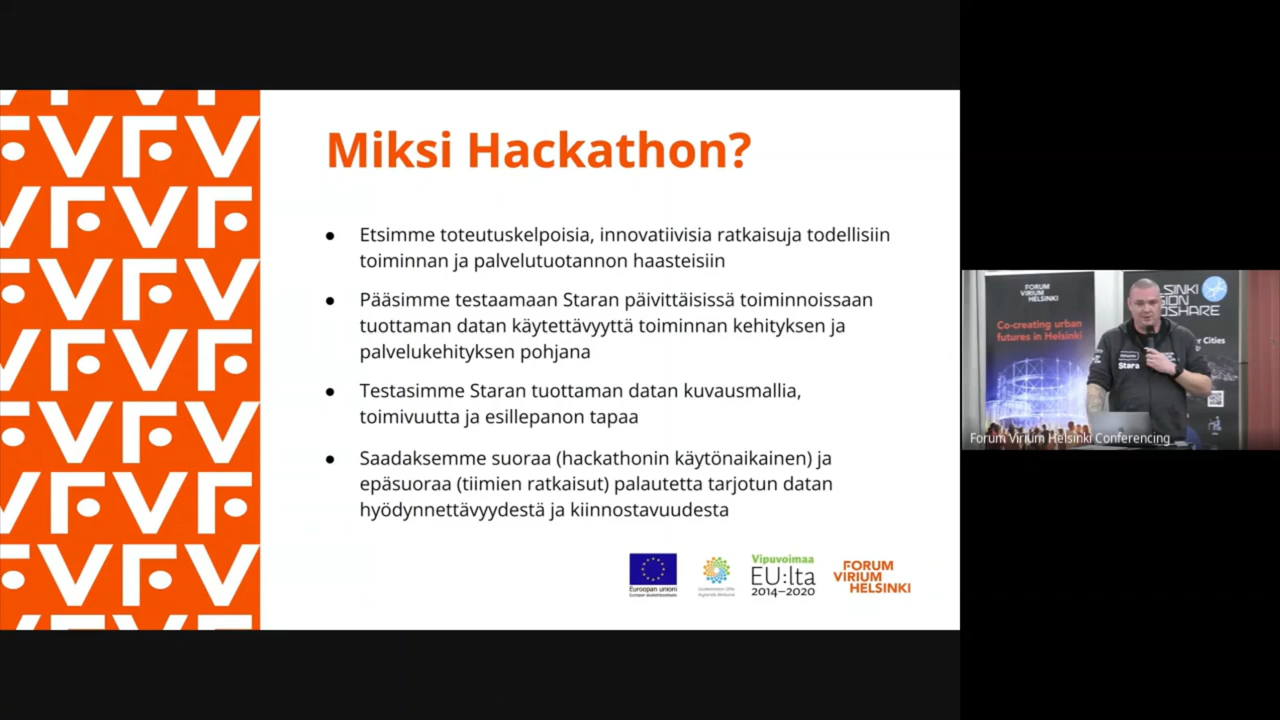 Miksi Hackathon?
Etsimme toteutuskelpoisia, innovatiivisia ratkaisuja todellisiin
toiminnan ja palvelutuotannon haasteisiin
Pääsimme testaamaan Staran päivittäisissä toiminnoissaan
tuottaman datan käytettävyyttä toiminnan kehityksen ja
palvelukehityksen pohjana
Testasimme Staran tuottaman datan kuvausmallia,
toimivuutta ja esillepanon tapaa
Saadaksemme suoraa (hackathonin käytönaikainen) ja
epäsuoraa (tiimien ratkaisut) palautetta tarjotun datan
hyödynnettävyydestä ja kiinnostavuudesta
Euroopan unioni
Vipuvoimaa
EU:lta
2014–2020
FORUM
VIRIUM
HELSINKI
FORUM
VIRIUM
HELSINKI
Co-creating urban
futures in Helsinki
Stara
Forum Virium Helsinki Conferencing